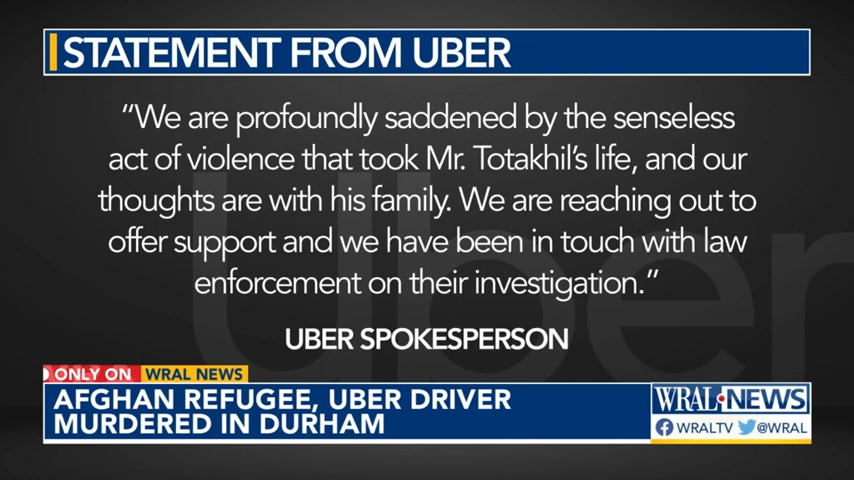 STATEMENT FROM UBER
“We are profoundly saddened by the senseless
act of violence that took Mr. Totakhil’s life, and our
thoughts are with his family. We are reaching out to
offer support and we have been in touch with law
enforcement on their investigation.”
Uber
UBER SPOKESPERSON
ONLY ON WRAL NEWS
AFGHAN REFUGEE, UBER DRIVER
MURDERED IN DURHAM
WRAL NEWS
WRALTV @WRAL